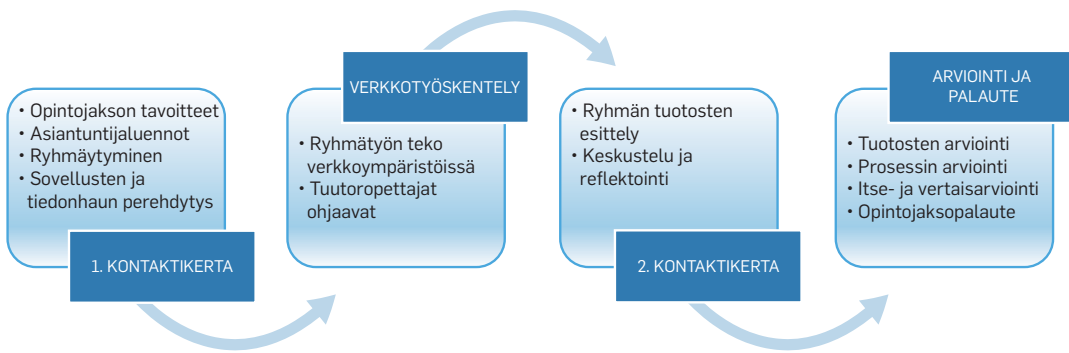 • Opintojakson tavoitteet
• Asiantuntijaluennot
• Ryhmäytyminen
• Sovellusten ja
tiedonhaun perehdytys
1. KONTAKTIKERTA
VERKKOTYÖSKENTELY
• Ryhmätyön teko
verkkoympäristöissä
• Tuutoropettajat
ohjaavat
• Ryhmän tuotosten
esittely
• Keskustelu ja
reflektointi
2. KONTAKTIKERTA
ARVIOINTI JA
PALAUTE
• Tuotosten arviointi
• Prosessin arviointi
• Itse- ja vertaisarviointi
• Opintojaksopalaute